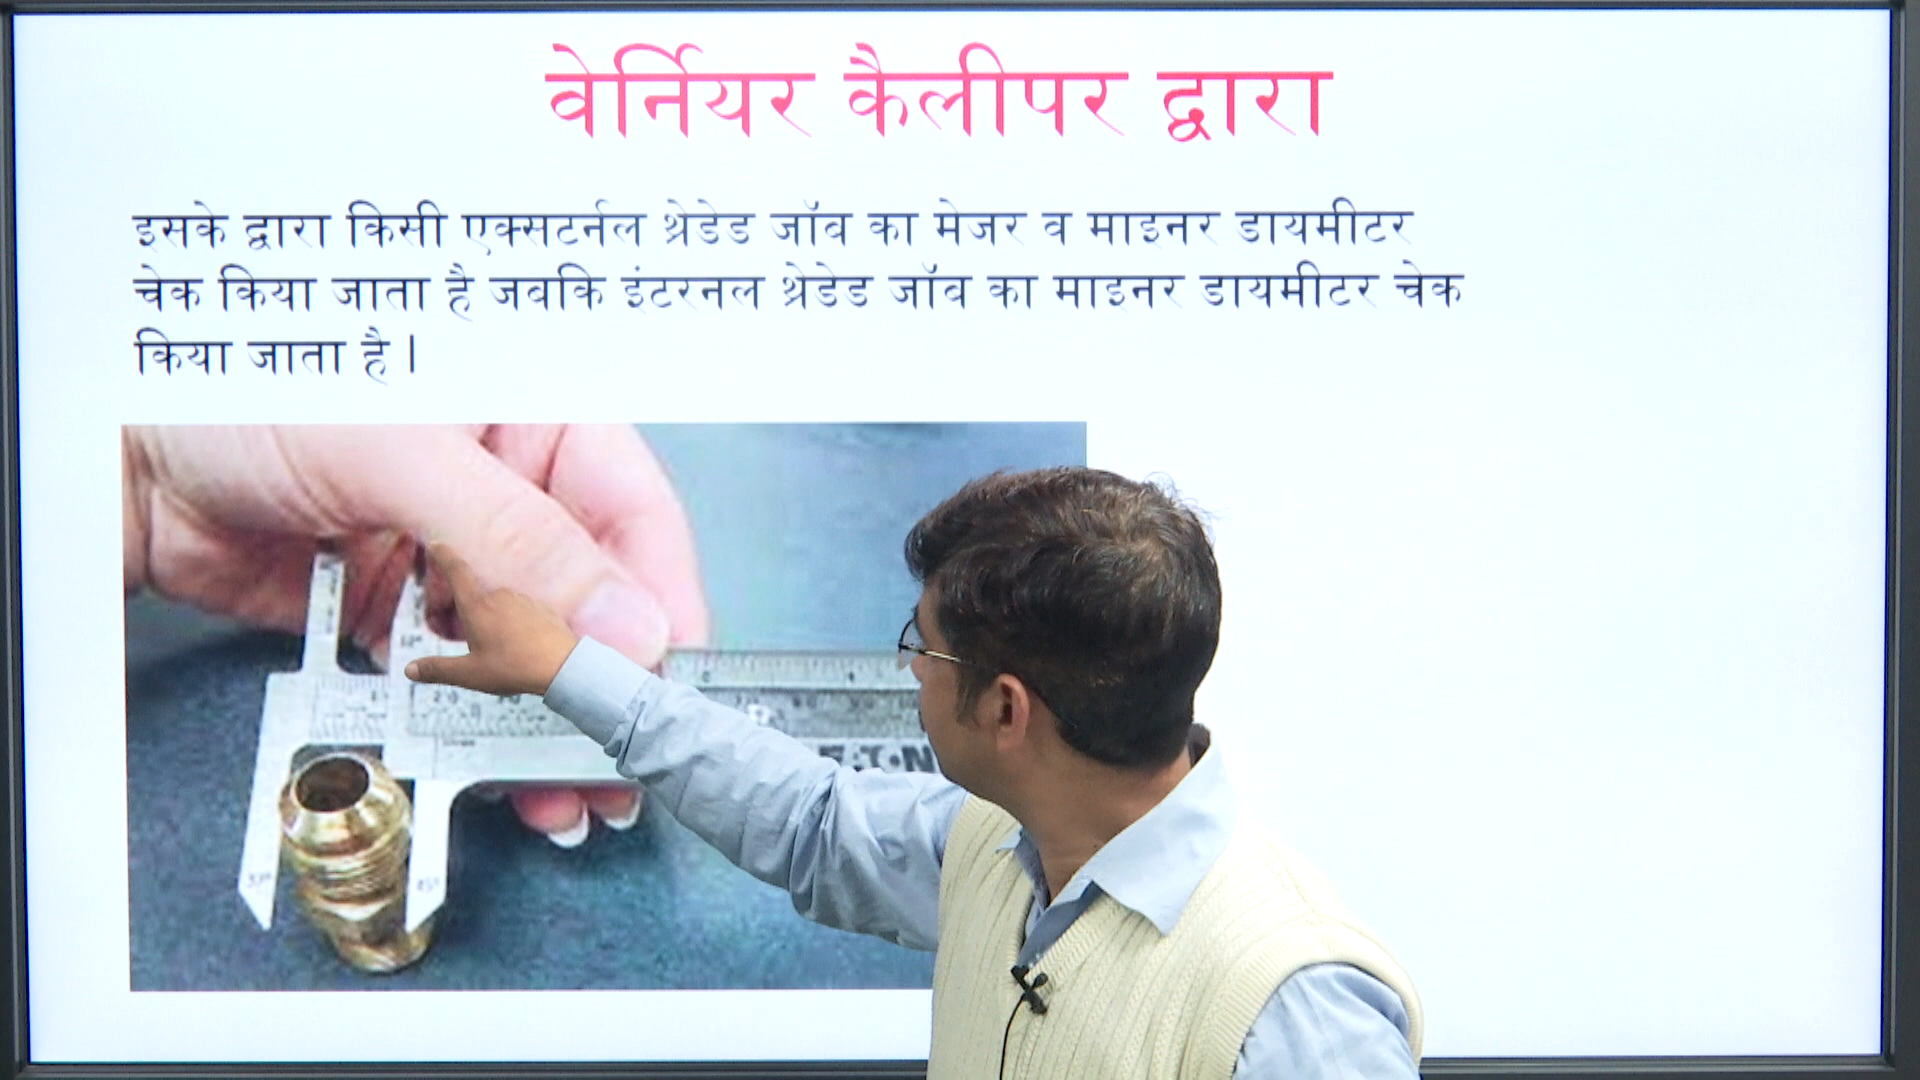 वेर्नियर कैलीपर द्वारा
इसके द्वारा किसी एक्सटर्नल थ्रेडेड जॉब का मेजर व माइनर डायमीटर
चेक किया जाता है जबकि इंटरनल थ्रेडेड जॉब का माइनर डायमीटर चेक
किया जाता है।